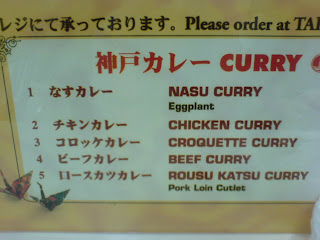 レジにて承っております。Please order at
神戸カレー CURRY
1 なすカレー NASU CURRY
Eggplant
2 チキンカレー CHICKEN CURRY
3 コロッケカレー CROQUETTE CURRY
4 ビーフカレー BEEF CURRY
5 ロースカツカレー ROUSU KATSU CURRY
Pork Loin Cutlet